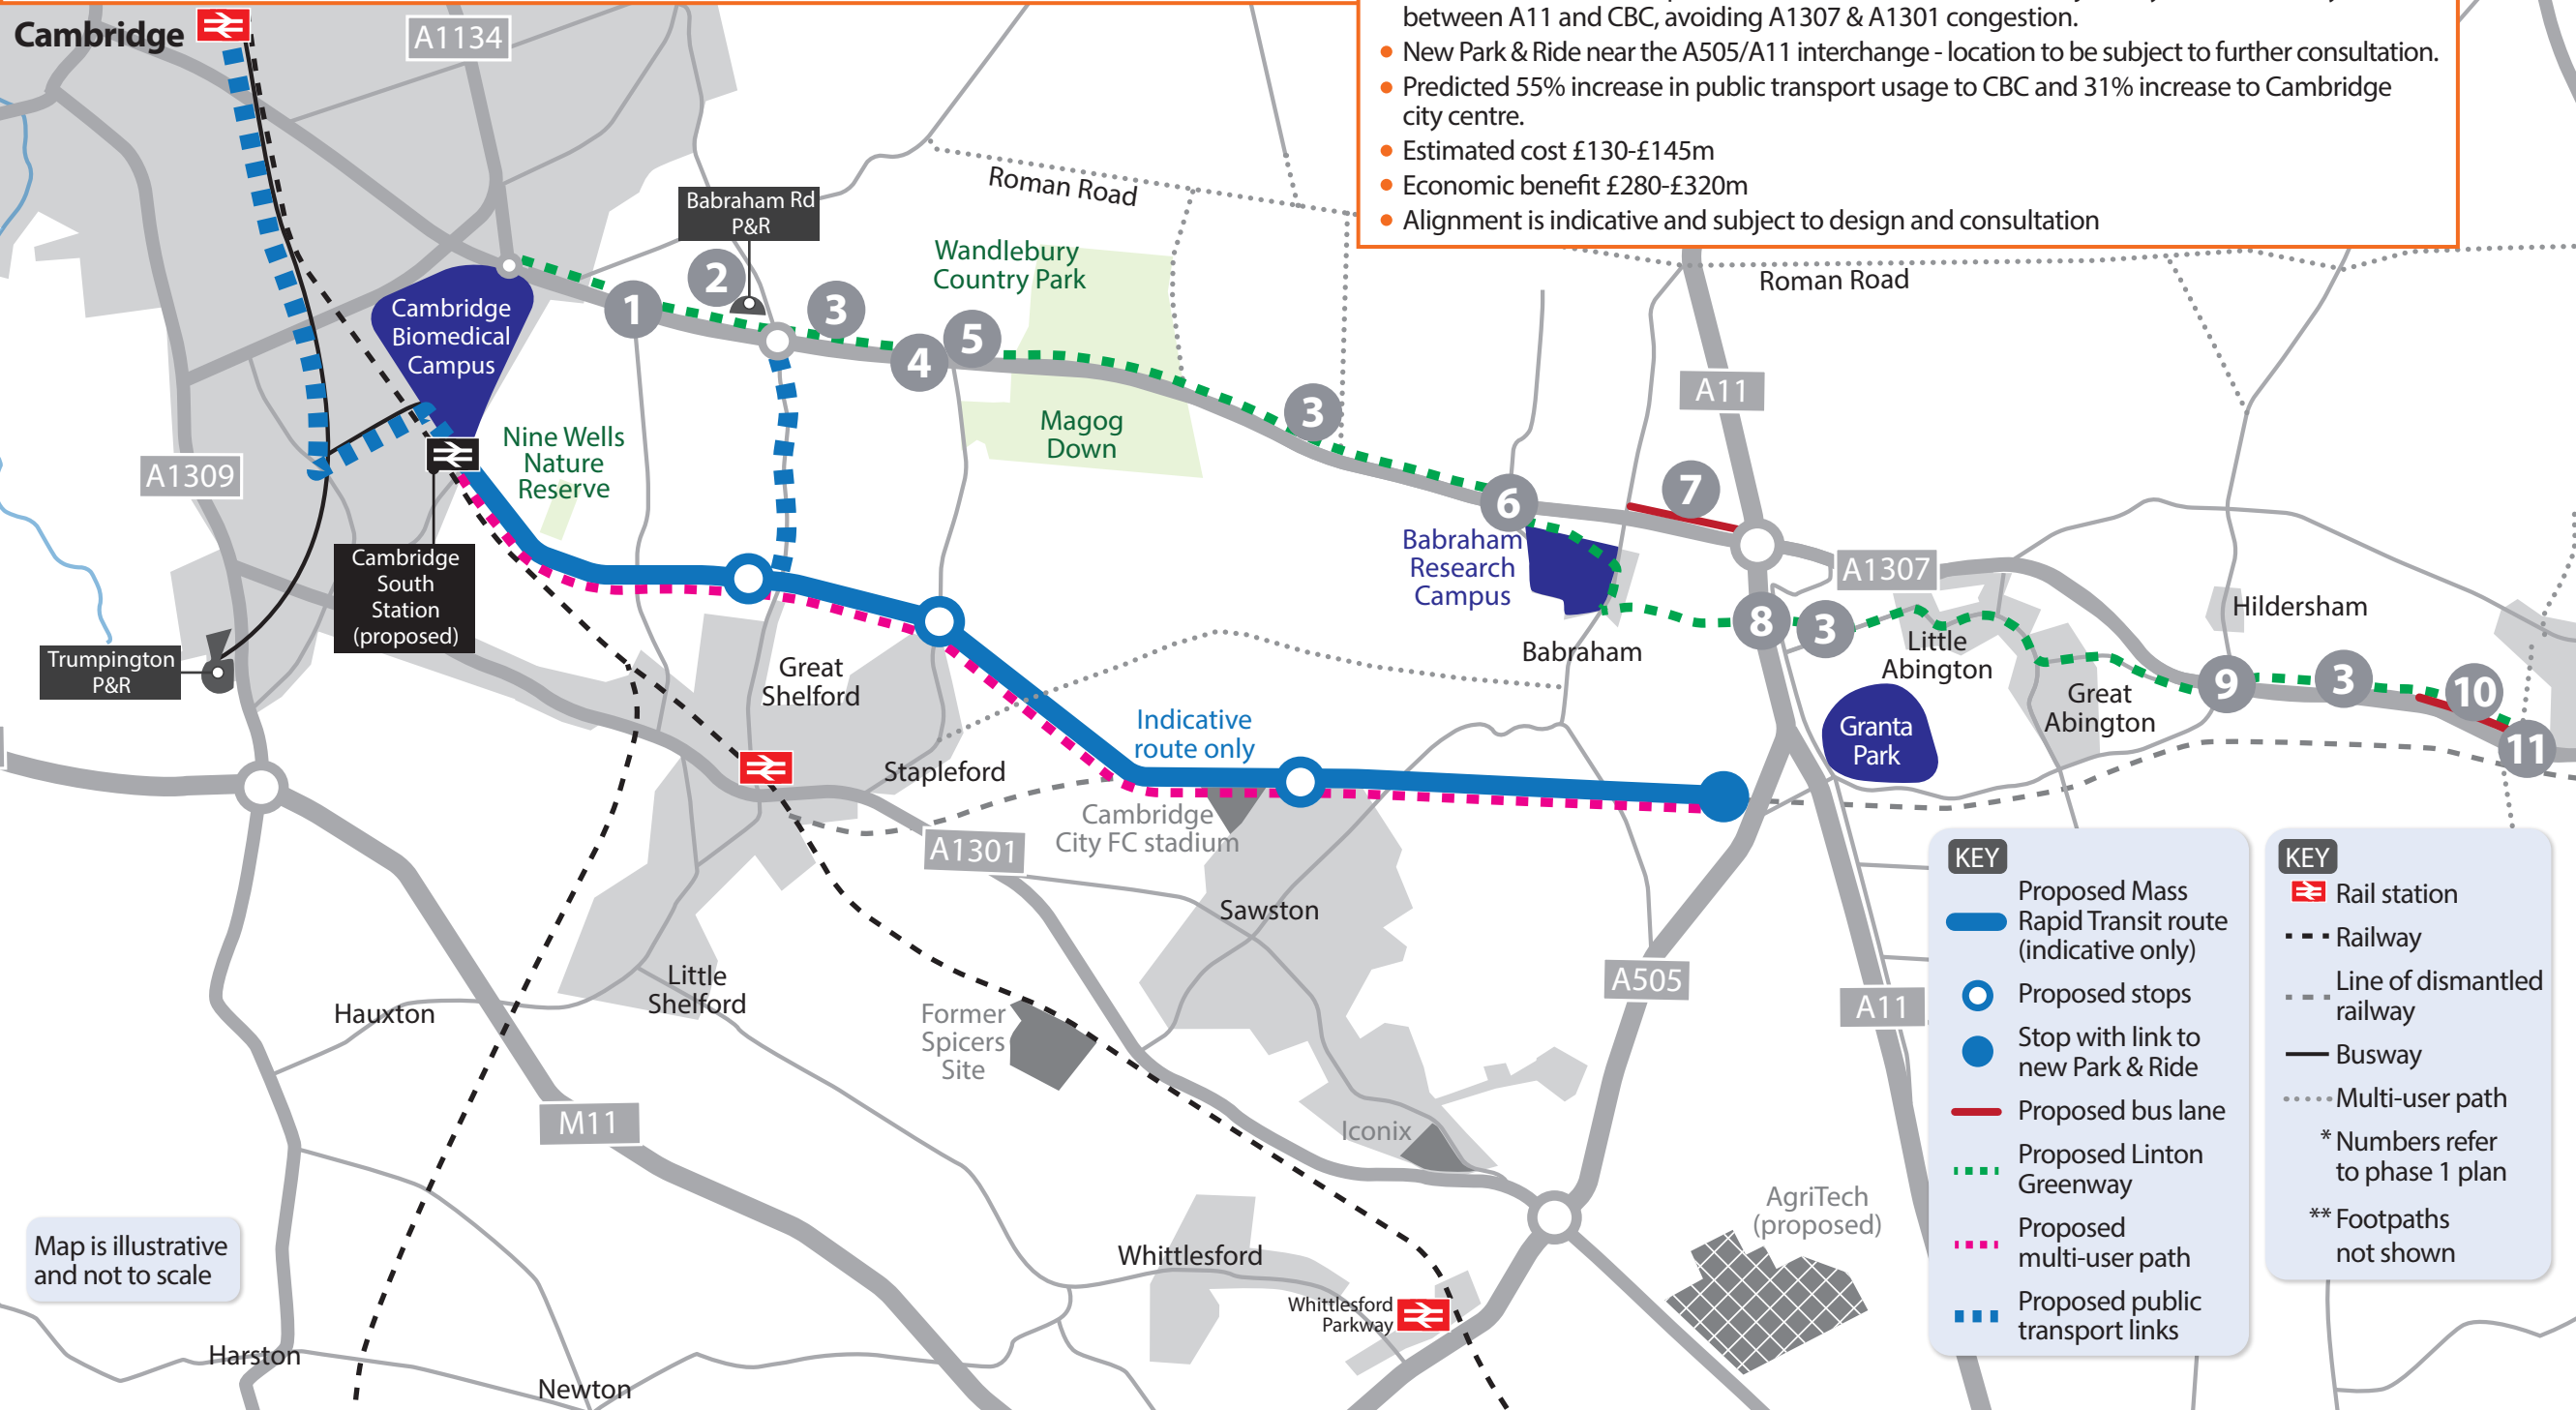 between A11 and CBC, avoiding A1307 & A1301 congestion.
• New Park & Ride near the A505/A11 interchange - location to be subject to further consultation.
• Predicted 55% increase in public transport usage to CBC and 31% increase to Cambridge
city centre.
• Estimated cost £130-£145m
• Economic benefit £280-£320m
• Alignment is indicative and subject to design and consultation
Cambridge
A1134
Babraham Rd
P&R
Roman Road
Wandlebury
Country Park
Roman Road
Cambridge
Biomedical
Campus
1
2
3
4
5
3
A11
Magog
Down
Nine Wells
Nature
Reserve
A1309
6
7
Babraham
Research
Campus
A1307
Cambridge
South
Station
(proposed)
Hildersham
8
3
Little
Abington
Babraham
Trumpington
P&R
Great
Shelford
Great
Abington
9
3
10
11
Granta
Park
Indicative
route only
Stapleford
Cambridge
City FC stadium
A1301
Sawston
A505
A11
Little
Shelford
Hauxton
Former
Spicers
Site
M11
Iconix
AgriTech
(proposed)
Whittlesford
Whittlesford
Parkway
Map is illustrative
and not to scale
Harston
Newton
KEY
Proposed Mass
Rapid Transit route
(indicative only)
Proposed stops
Stop with link to
new Park & Ride
Proposed bus lane
Proposed Linton
Greenway
Proposed
multi-user path
Proposed public
transport links
KEY
Rail station
Railway
Line of dismantled
railway
Busway
Multi-user path
* Numbers refer
to phase 1 plan
** Footpaths
not shown